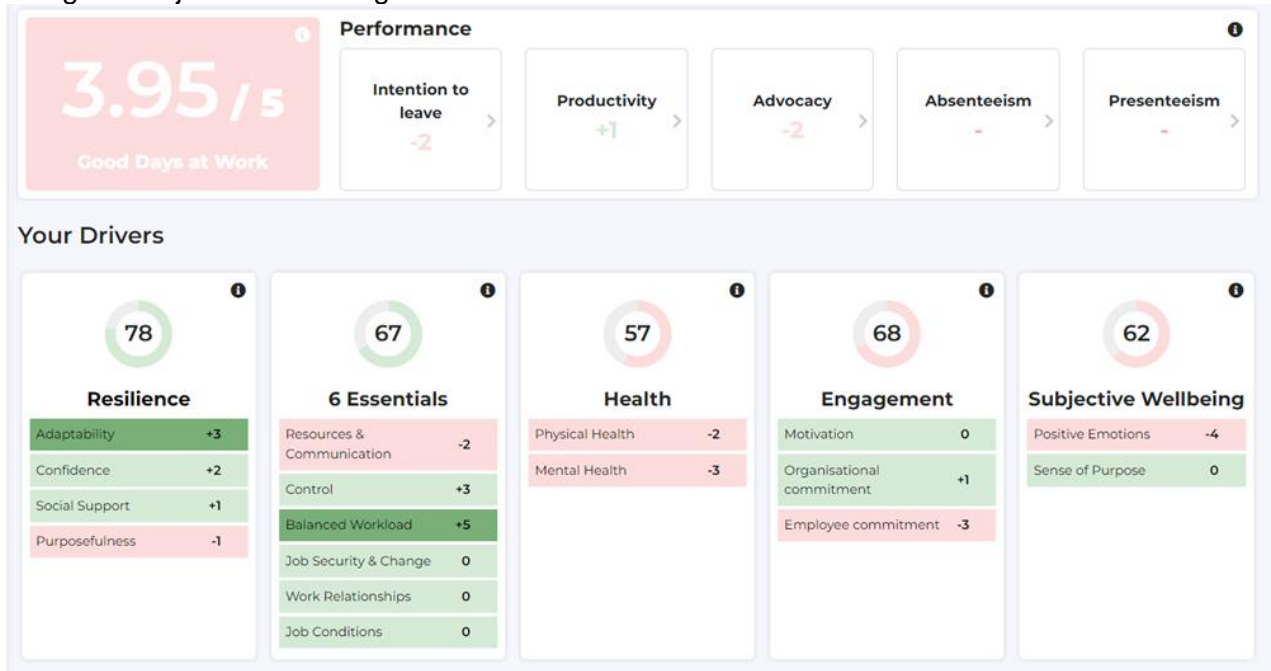 Performance
3.95 / 5
Good Days at Work
Intention to
leave
-2
Productivity
+1
Advocacy
-2
Absenteeism
-
Presenteeism
-
Your Drivers
78
Resilience
Adaptability +3
Confidence +2
Social Support +1
Purposefulness -1
67
6 Essentials
Resources &
Communication -2
Control +3
Balanced Workload +5
Job Security & Change 0
Work Relationships 0
Job Conditions 0
57
Health
Physical Health -2
Mental Health -3
68
Engagement
Motivation 0
Organisational
commitment +1
Employee commitment -3
62
Subjective Wellbeing
Positive Emotions -4
Sense of Purpose 0